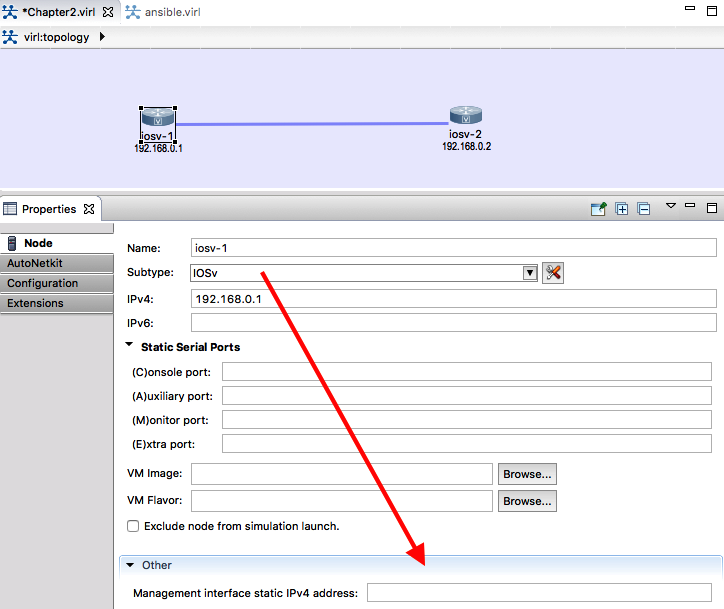 *Chapter2.virl ansible.virl
virl:topology
iosv-1
192.168.0.1
iosv-2
192.168.0.2
Properties
Node
AutoNetkit
Configuration
Extensions
Name: iosv-1
Subtype: IOSv
IPv4: 192.168.0.1
IPv6:
Static Serial Ports
(C)onsole port:
(A)uxiliary port:
(M)onitor port:
(E)xtra port:
VM Image: Browse...
VM Flavor: Browse...
Exclude node from simulation launch.
Other
Management interface static IPv4 address: